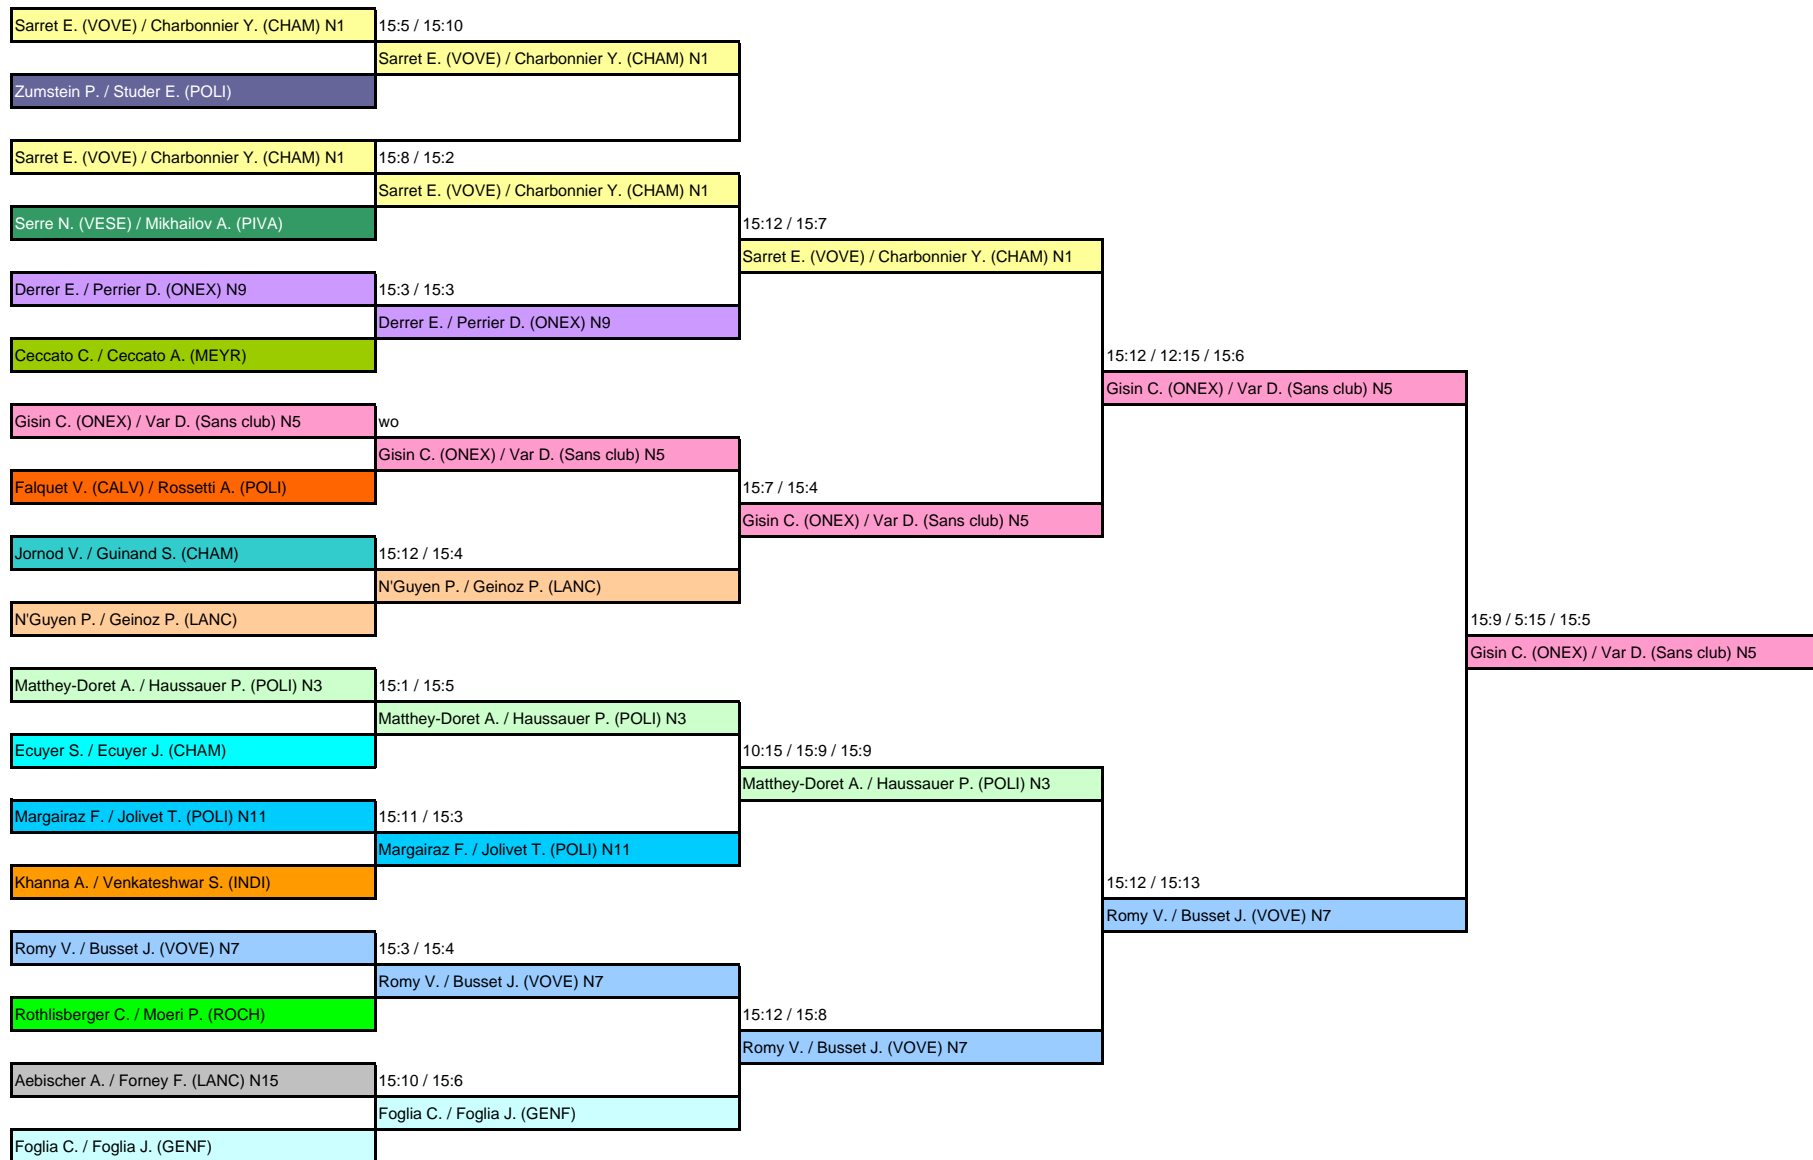 Sarret E. (VOVE) / Charbonnier Y. (CHAM) N1 15:5 / 15:10
Sarret E. (VOVE) / Charbonnier Y. (CHAM) N1
Zumstein P. / Studer E. (POLI)
Sarret E. (VOVE) / Charbonnier Y. (CHAM) N1 15:8 / 15:2
Sarret E. (VOVE) / Charbonnier Y. (CHAM) N1
Serre N. (VESE) / Mikhailov A. (PIVA) 15:12 / 15:7
Sarret E. (VOVE) / Charbonnier Y. (CHAM) N1
Derrer E. / Perrier D. (ONEX) N9 15:3 / 15:3
Derrer E. / Perrier D. (ONEX) N9
Ceccato C. / Ceccato A. (MEYR) 15:12 / 12:15 / 15:6
Gisin C. (ONEX) / Var D. (Sans club) N5
Gisin C. (ONEX) / Var D. (Sans club) N5 wo
Gisin C. (ONEX) / Var D. (Sans club) N5
Falquet V. (CALV) / Rossetti A. (POLI) 15:7 / 15:4
Gisin C. (ONEX) / Var D. (Sans club) N5
Jornod V. / Guinand S. (CHAM) 15:12 / 15:4
N'Guyen P. / Geinoz P. (LANC)
N'Guyen P. / Geinoz P. (LANC) 15:9 / 5:15 / 15:5
Gisin C. (ONEX) / Var D. (Sans club) N5
Matthey-Doret A. / Haussauer P. (POLI) N3 15:1 / 15:5
Matthey-Doret A. / Haussauer P. (POLI) N3
Ecuyer S. / Ecuyer J. (CHAM) 10:15 / 15:9 / 15:9
Matthey-Doret A. / Haussauer P. (POLI) N3
Margairaz F. / Jolivet T. (POLI) N11 15:11 / 15:3
Margairaz F. / Jolivet T. (POLI) N11
Khanna A. / Venkateshwar S. (INDI) 15:12 / 15:13
Romy V. / Busset J. (VOVE) N7
Romy V. / Busset J. (VOVE) N7 15:3 / 15:4
Romy V. / Busset J. (VOVE) N7
Rothlisberger C. / Moeri P. (ROCH) 15:12 / 15:8
Romy V. / Busset J. (VOVE) N7
Aebischer A. / Forney F. (LANC) N15 15:10 / 15:6
Foglia C. / Foglia J. (GENF)
Foglia C. / Foglia J. (GENF)